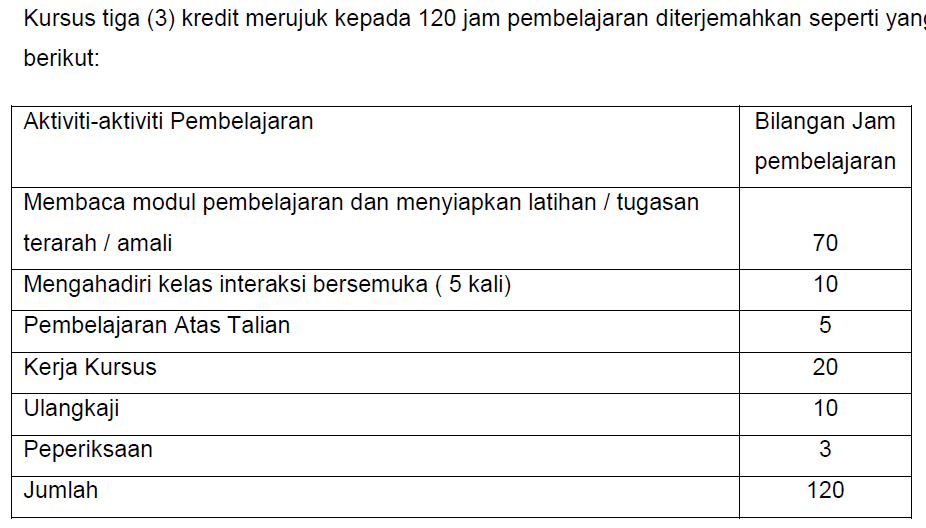 Kursus tiga (3) kredit merujuk kepada 120 jam pembelajaran diterjemahkan seperti yang
berikut:
Aktiviti-aktiviti Pembelajaran
Bilangan Jam
pembelajaran
Membaca modul pembelajaran dan menyiapkan latihan / tugasan
terarah / amali
70
Mengahadiri kelas interaksi bersemuka ( 5 kali)
10
Pembelajaran Atas Talian
5
Kerja Kursus
20
Ulangkaji
10
Peperiksaan
3
Jumlah
120